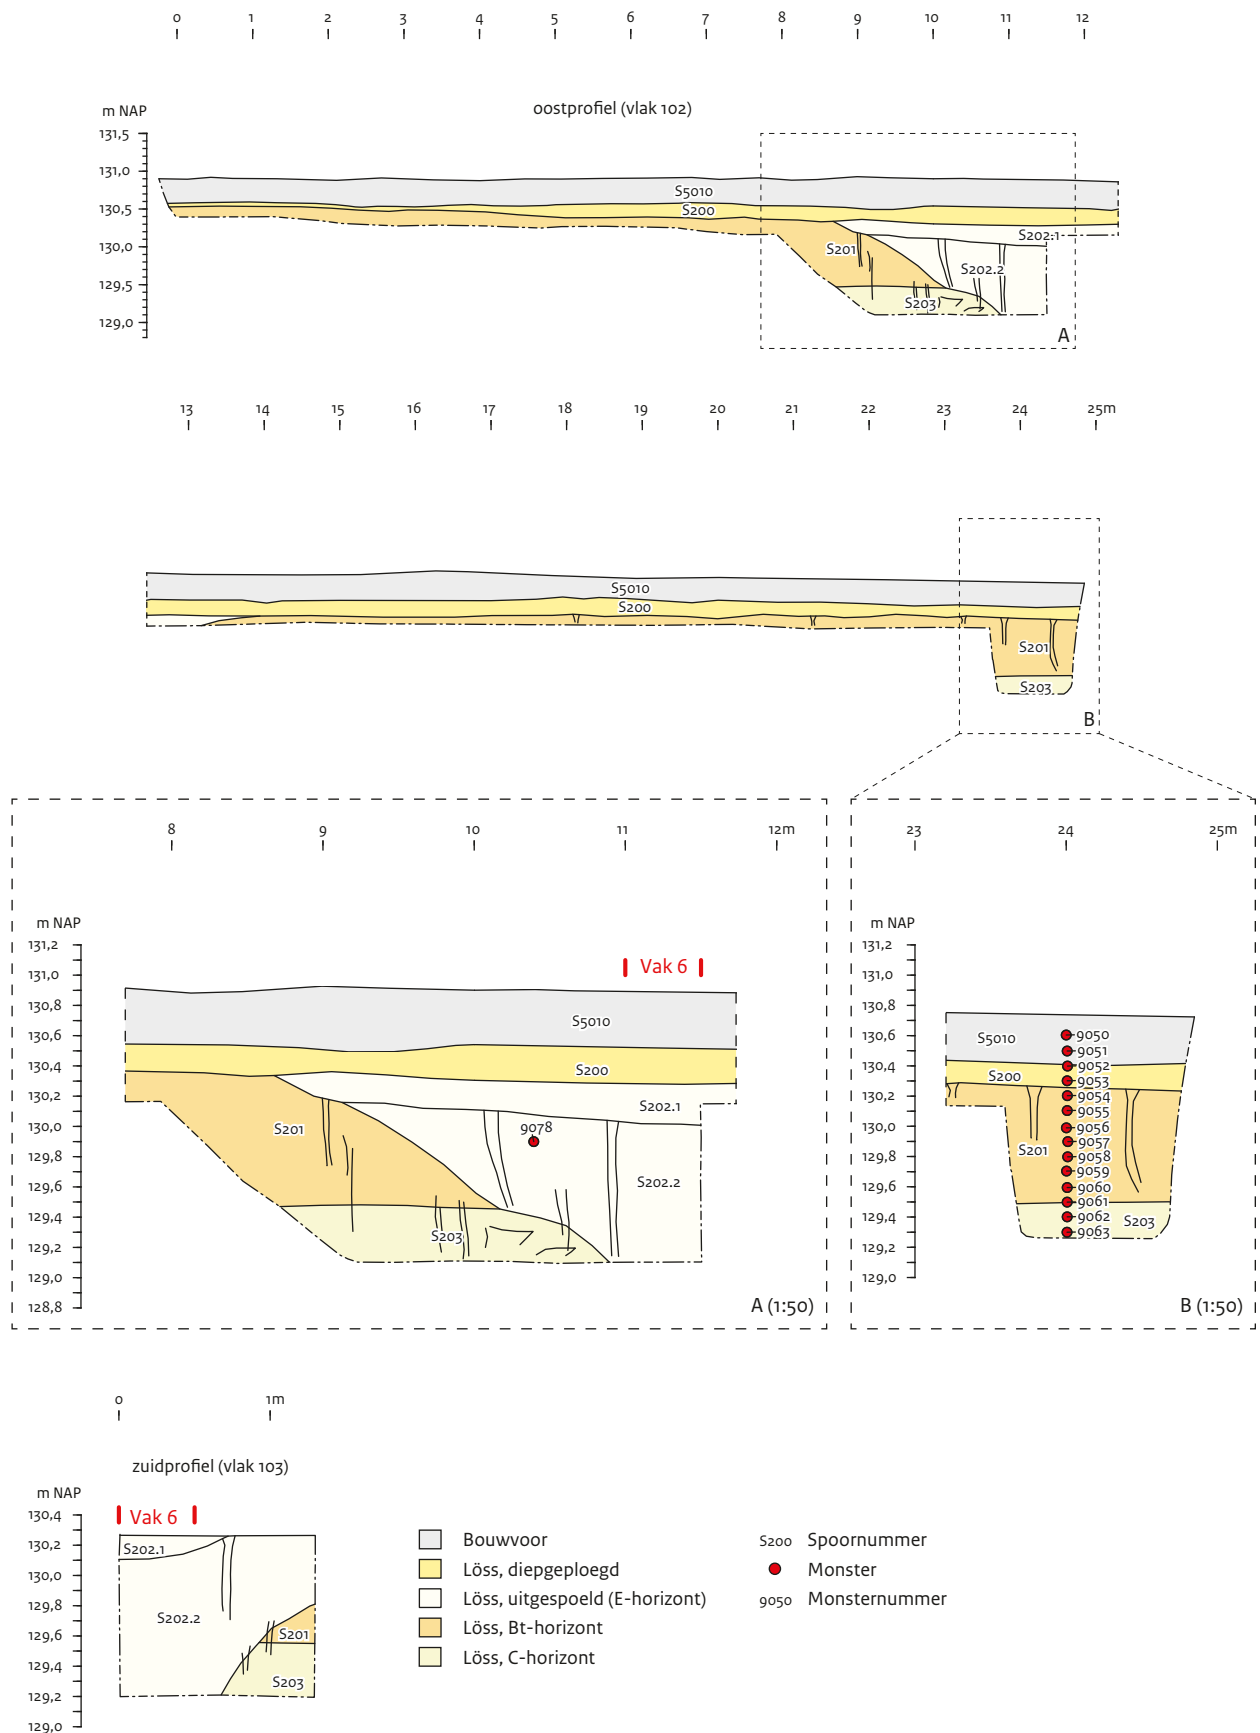 0 1 2 3 4 5 6 7 8 9 10 11 12
oostprofiel (vlak 102)
m NAP
131,5
131,0
130,5
130,0
129,5
129,0
S5010
S200
S202.1
S201
S202.2
S203
A
13 14 15 16 17 18 19 20 21 22 23 24 25m
S5010
S200
S201
S203
B
8 9 10 11 12m
m NAP
131,2
131,0
130,8
130,6
130,4
130,2
130,0
129,8
129,6
129,4
129,2
129,0
128,8
Vak 6
S5010
S200
S202.1
S201
9078
S202.2
S203
A (1:50)
23 24 25m
m NAP
131,2
131,0
130,8
130,6
130,4
130,2
130,0
129,8
129,6
129,4
129,2
129,0
S5010
S200
S201
S203
9050
9051
9052
9053
9054
9055
9056
9057
9058
9059
9060
9061
9062
9063
B (1:50)
0 1m
zuidprofiel (vlak 103)
m NAP
130,4
130,2
130,0
129,8
129,6
129,4
129,2
129,0
Vak 6
S202.1
S202.2
S201
S203
Bouwvoor
Löss, diepgeploegd
Löss, uitgespoeld (E-horizont)
Löss, Bt-horizont
Löss, C-horizont
S200 Spoornummer
Monster
9050 Monsternummer